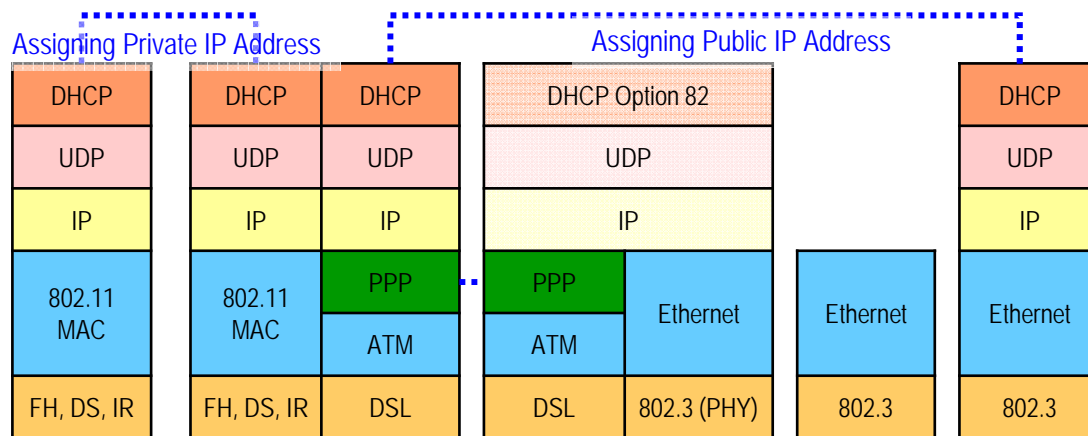 Assigning Private IP Address
Assigning Public IP Address
DHCP
DHCP
DHCP
DHCP Option 82
DHCP
UDP
UDP
UDP
UDP
UDP
IP
IP
IP
IP
IP
802.11
MAC
802.11
MAC
PPP
PPP
Ethernet
Ethernet
Ethernet
ATM
ATM
FH, DS, IR
FH, DS, IR
DSL
DSL
802.3 (PHY)
802.3
802.3